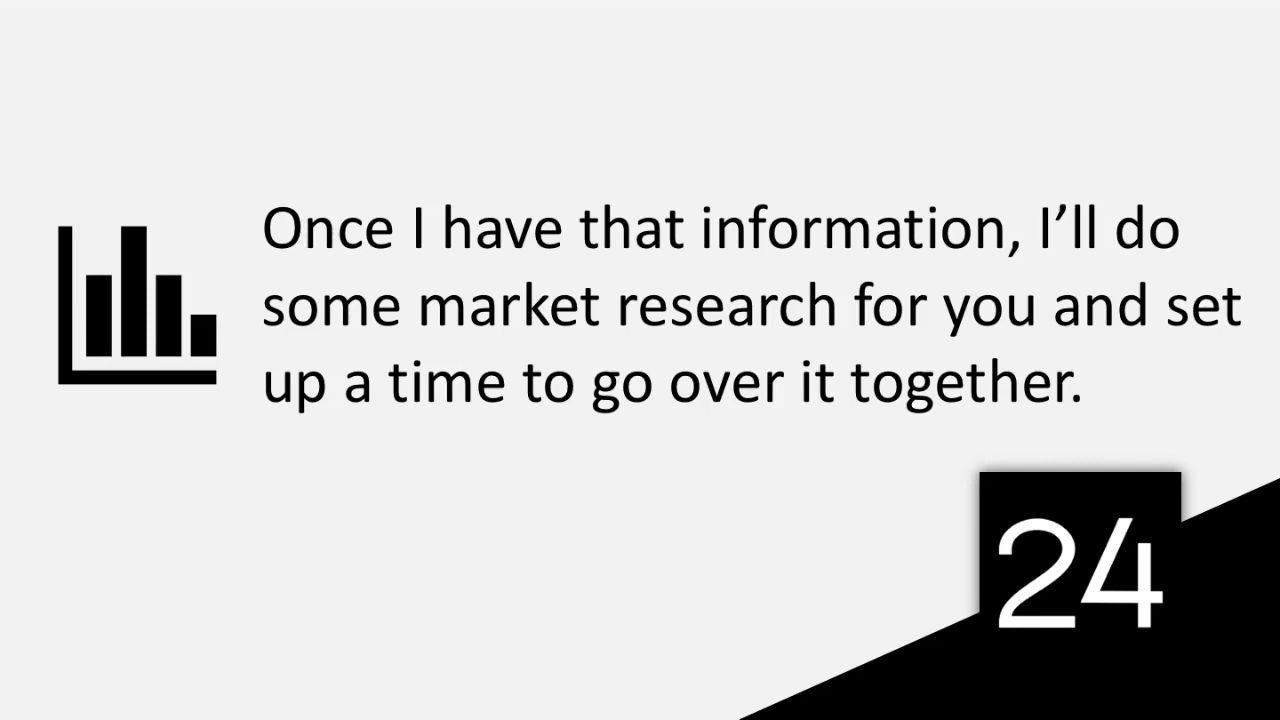 Once I have that information, I’ll do
some market research for you and set
up a time to go over it together.
24